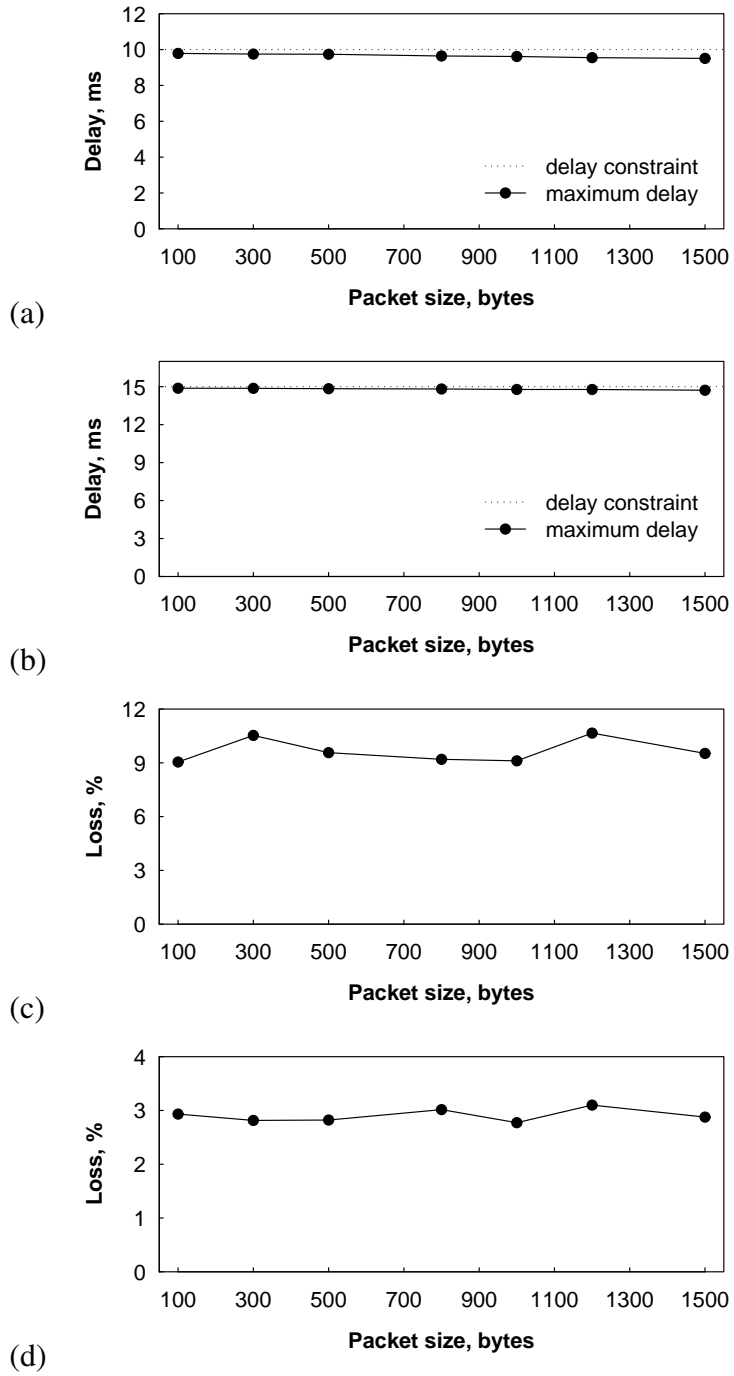 12
10
8
6
4
2
0
Delay, ms
delay constraint
maximum delay
100 300 500 700 900 1100 1300 1500
Packet size, bytes
(a)
15
12
9
6
3
0
Delay, ms
delay constraint
maximum delay
100 300 500 700 900 1100 1300 1500
Packet size, bytes
(b)
12
9
6
3
0
Loss, %
100 300 500 700 900 1100 1300 1500
Packet size, bytes
(c)
4
3
2
1
0
Loss, %
100 300 500 700 900 1100 1300 1500
Packet size, bytes
(d)